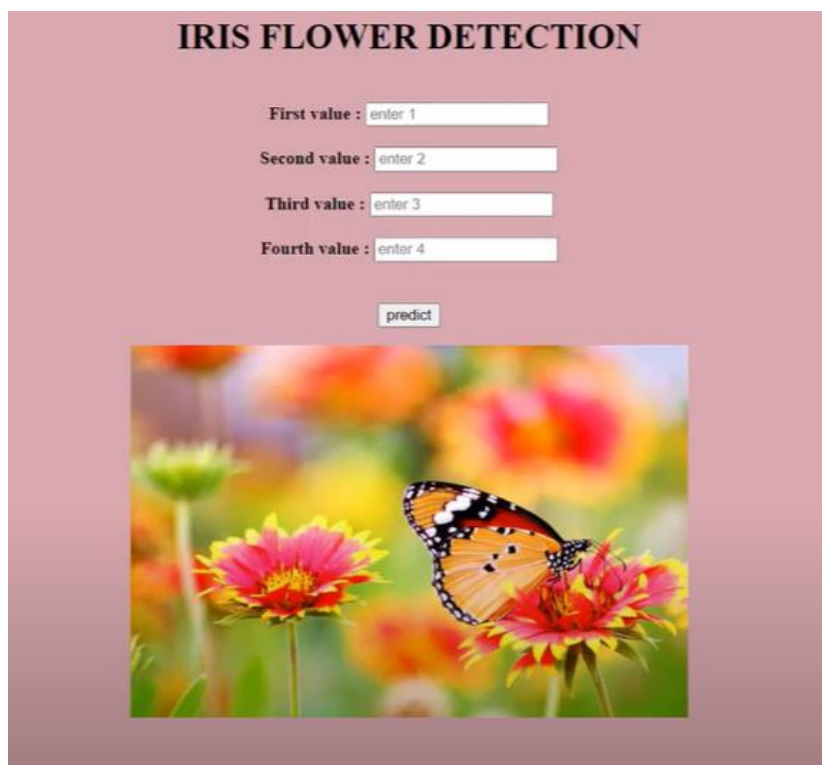 IRIS FLOWER DETECTION
First value : enter 1
Second value : enter 2
Third value : enter 3
Fourth value : enter 4
predict